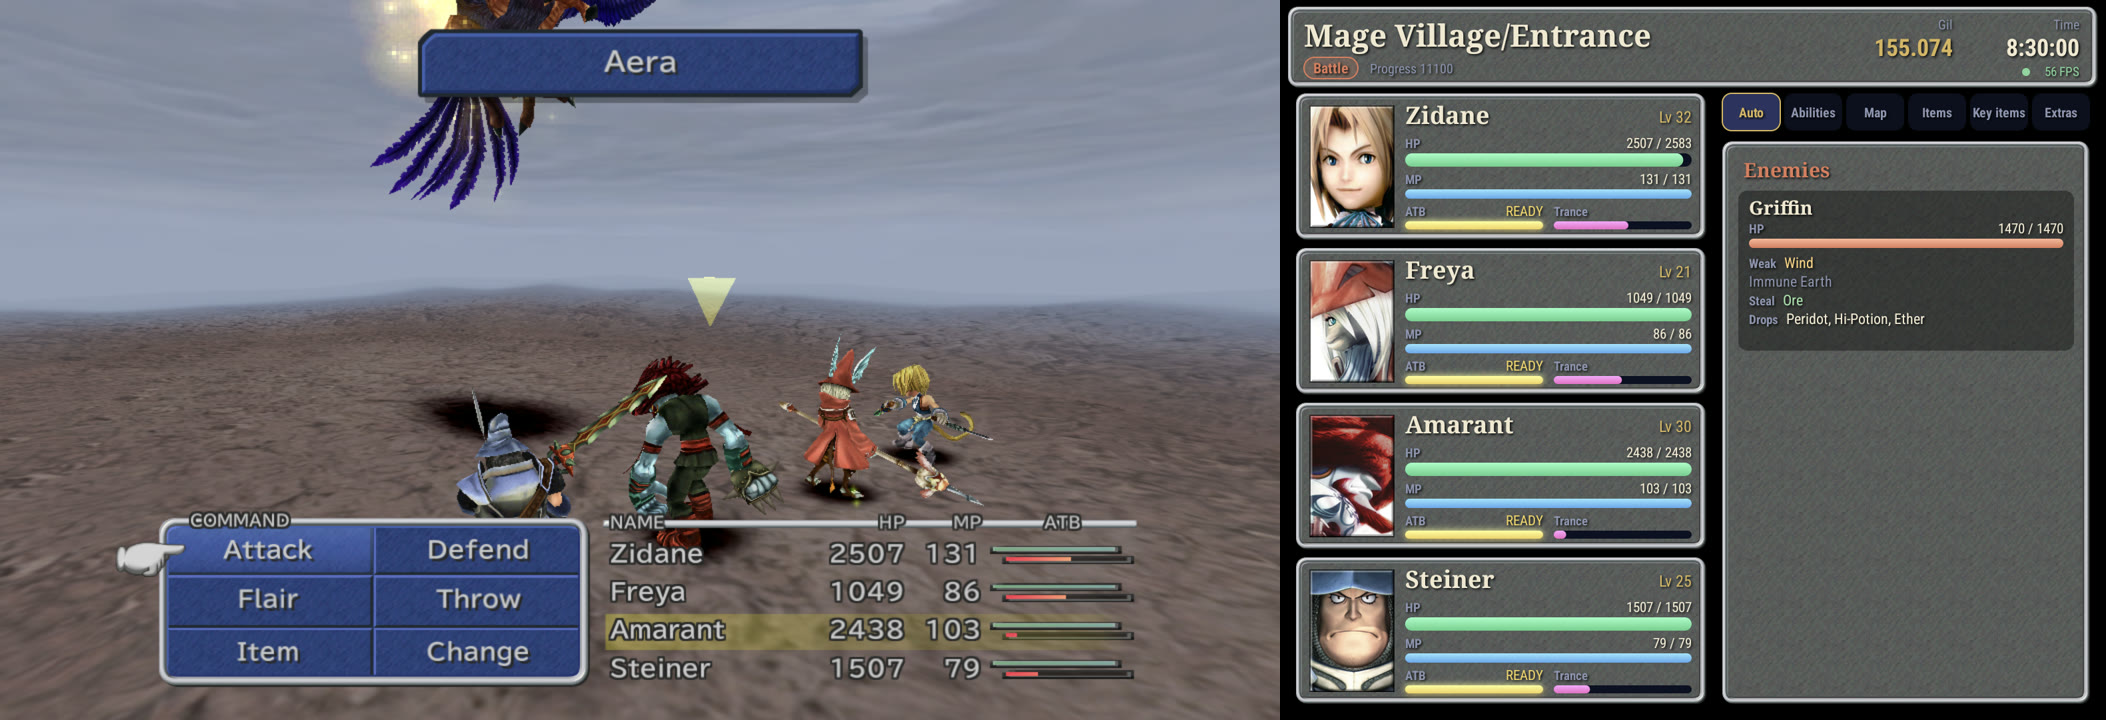 Aera
COMMAND
Attack Defend
Flair Throw
Item Change
NAME HP MP ATB
Zidane 2507 131
Freya 1049 86
Amarant 2438 103
Steiner 1507 79
Mage Village/Entrance
Battle Progress 11100
Gil
155.074
Time
8:30:00
56 FPS
Zidane Lv 32
HP 2507 / 2583
MP 131 / 131
ATB READY Trance
Freya Lv 21
HP 1049 / 1049
MP 86 / 86
ATB READY Trance
Amarant Lv 30
HP 2438 / 2438
MP 103 / 103
ATB READY Trance
Steiner Lv 25
HP 1507 / 1507
MP 79 / 79
ATB READY Trance
Auto Abilities Map Items Key items Extras
Enemies
Griffin
HP 1470 / 1470
Weak Wind
Immune Earth
Steal Ore
Drops Peridot, Hi-Potion, Ether